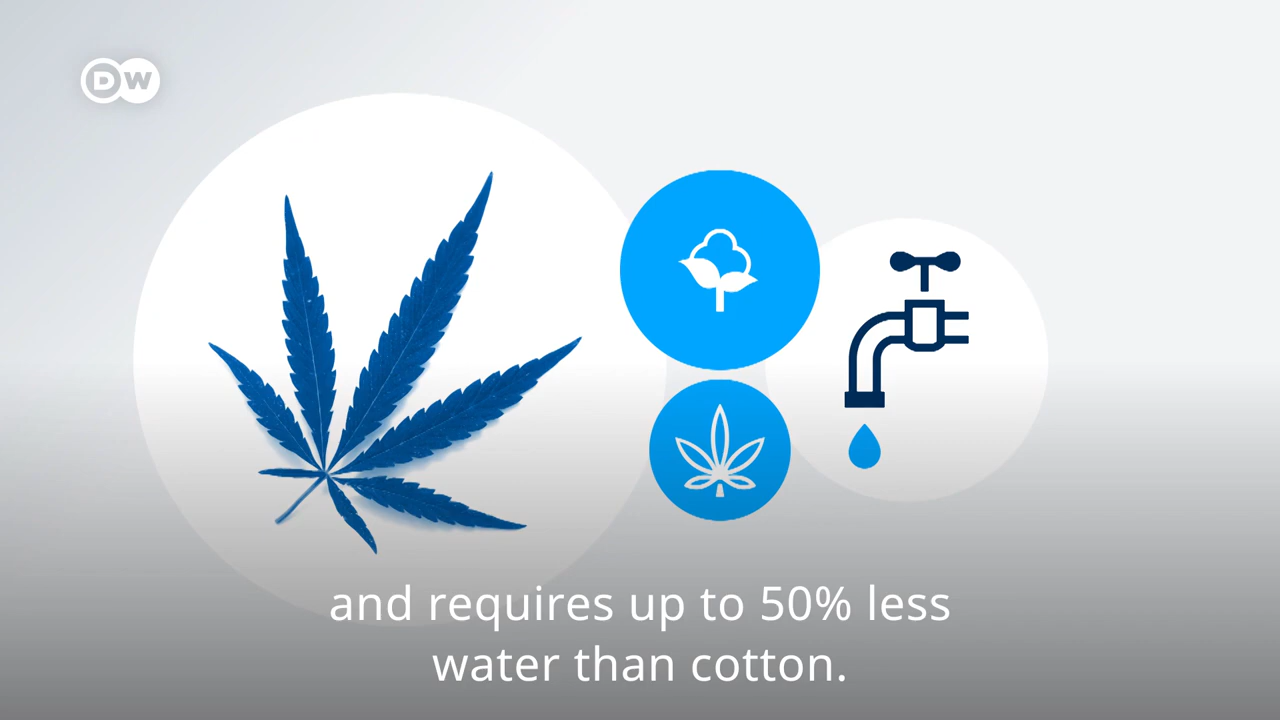 DW
and requires up to 50% less
water than cotton.